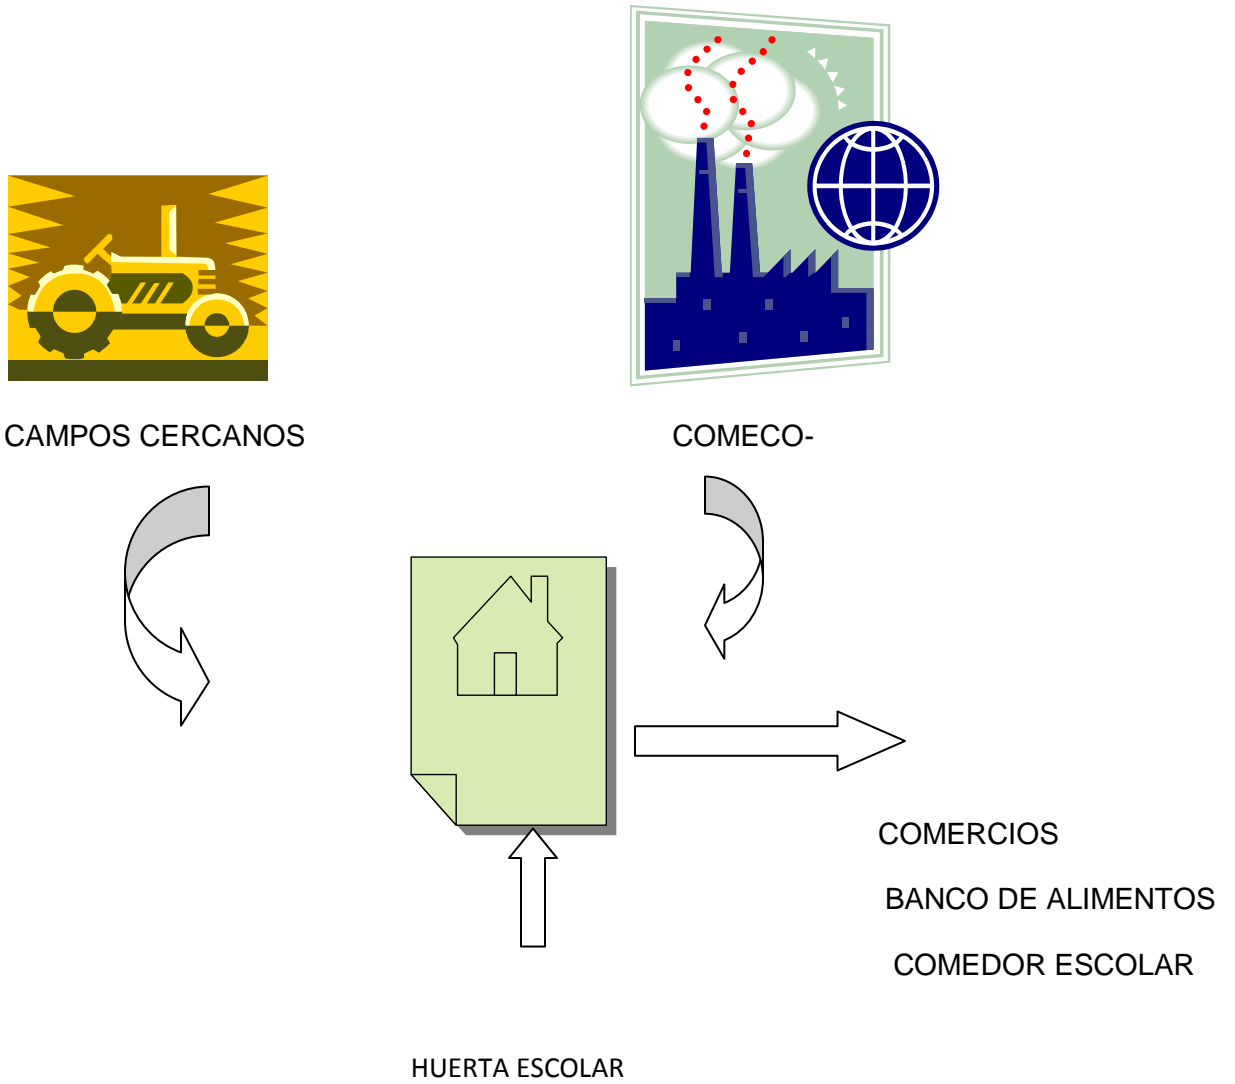 CAMPOS CERCANOS
COMECO-
COMERCIOS
BANCO DE ALIMENTOS
COMEDOR ESCOLAR
HUERTA ESCOLAR